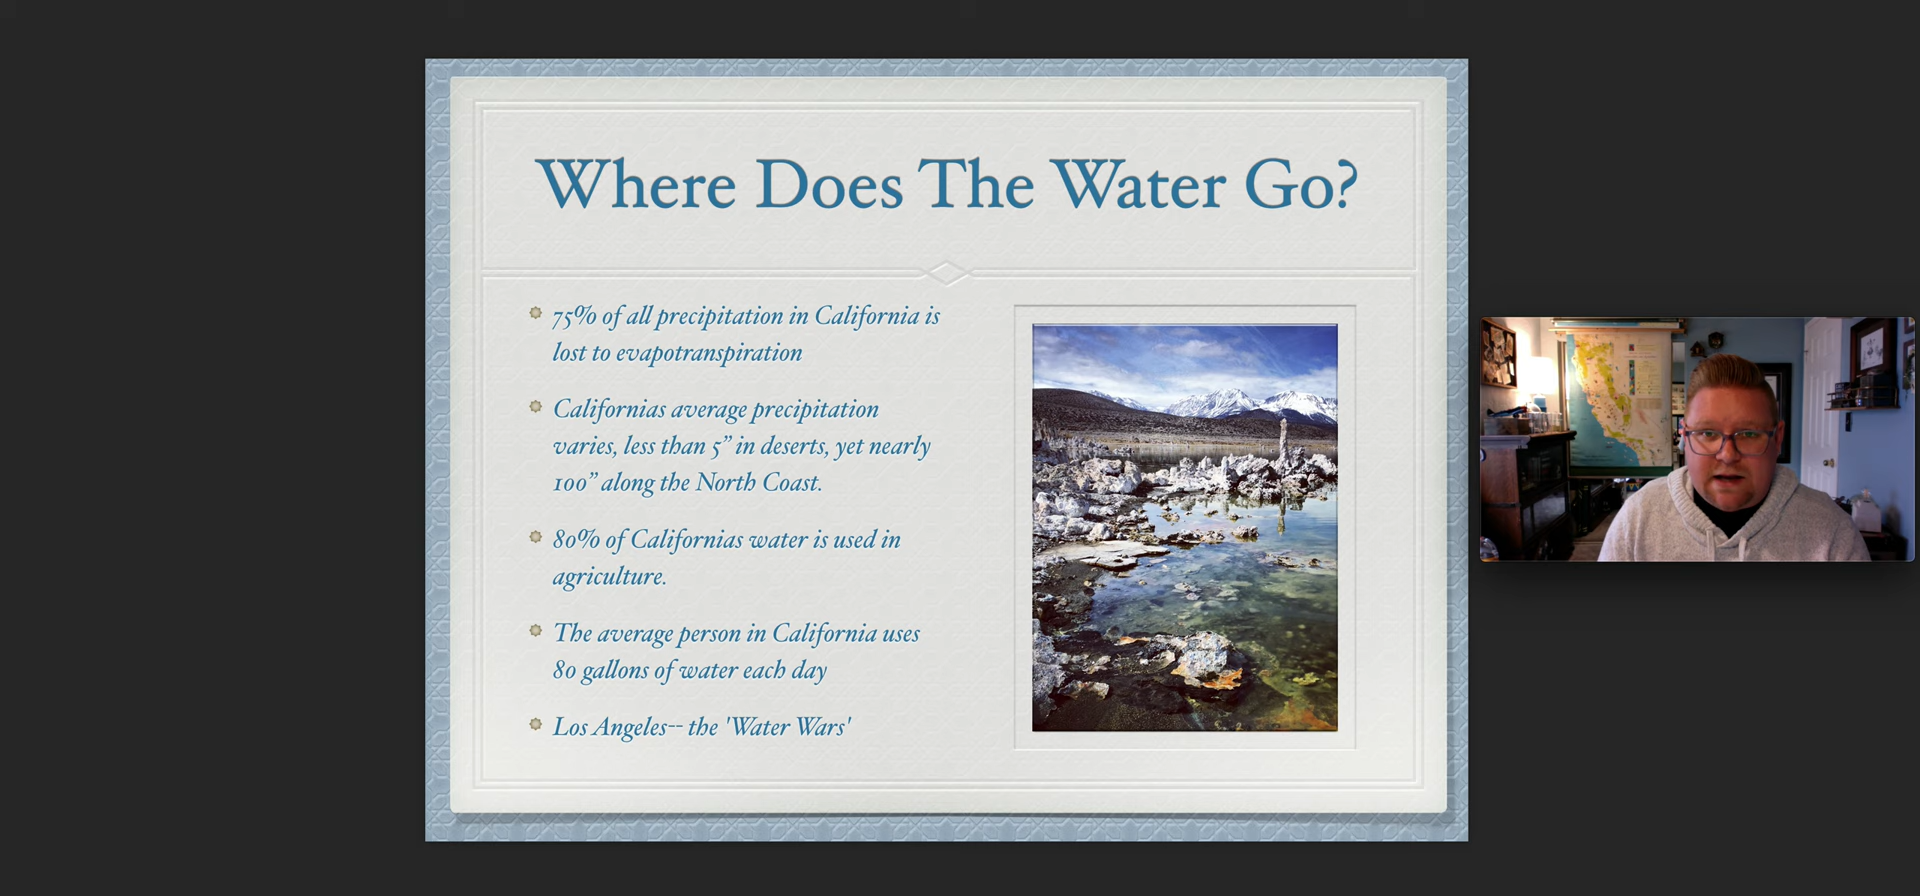 Where Does The Water Go?
75% of all precipitation in California is
lost to evapotranspiration
Californias average precipitation
varies, less than 5” in deserts, yet nearly
100” along the North Coast.
80% of Californias water is used in
agriculture.
The average person in California uses
80 gallons of water each day
Los Angeles-- the 'Water Wars'